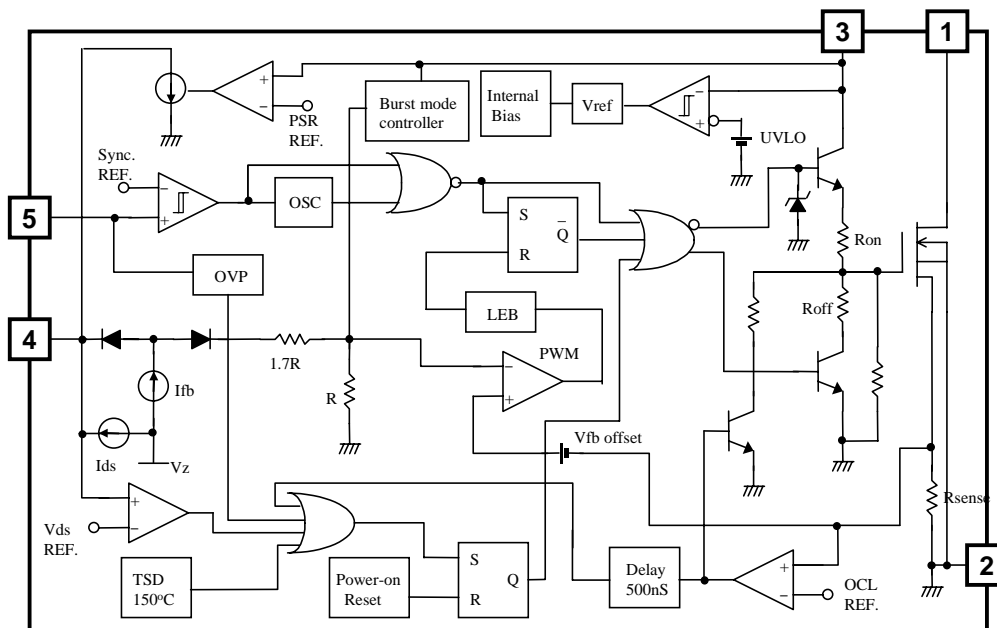 3
1
+
−
PSR
REF.
Burst mode
controller
Internal
Bias
Vref
−
+
UVLO
Sync.
REF.
−
+
OSC
5
S
Q
R
Ron
OVP
LEB
Roff
4
1.7R
PWM
−
+
Ifb
R
Ids
Vz
Vfb offset
+
−
Vds
REF.
Rsense
TSD
150°C
Power-on
Reset
S
Q
R
Delay
500nS
+
−
OCL
REF.
2